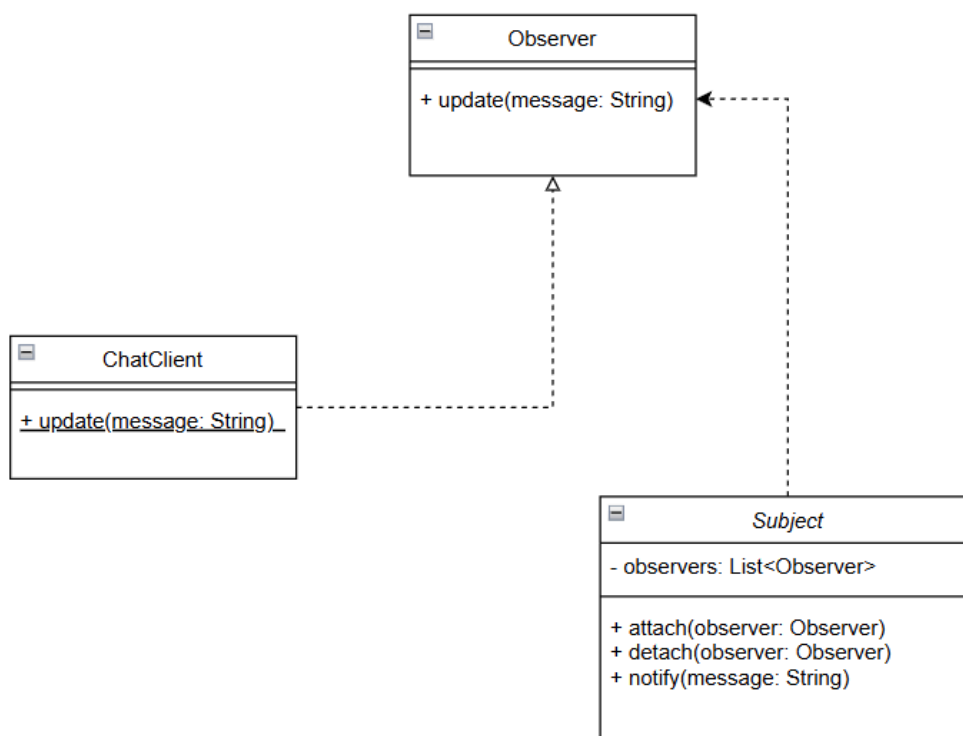 Observer
+ update(message: String)
ChatClient
+ update(message: String)
Subject
- observers: List<Observer>
+ attach(observer: Observer)
+ detach(observer: Observer)
+ notify(message: String)